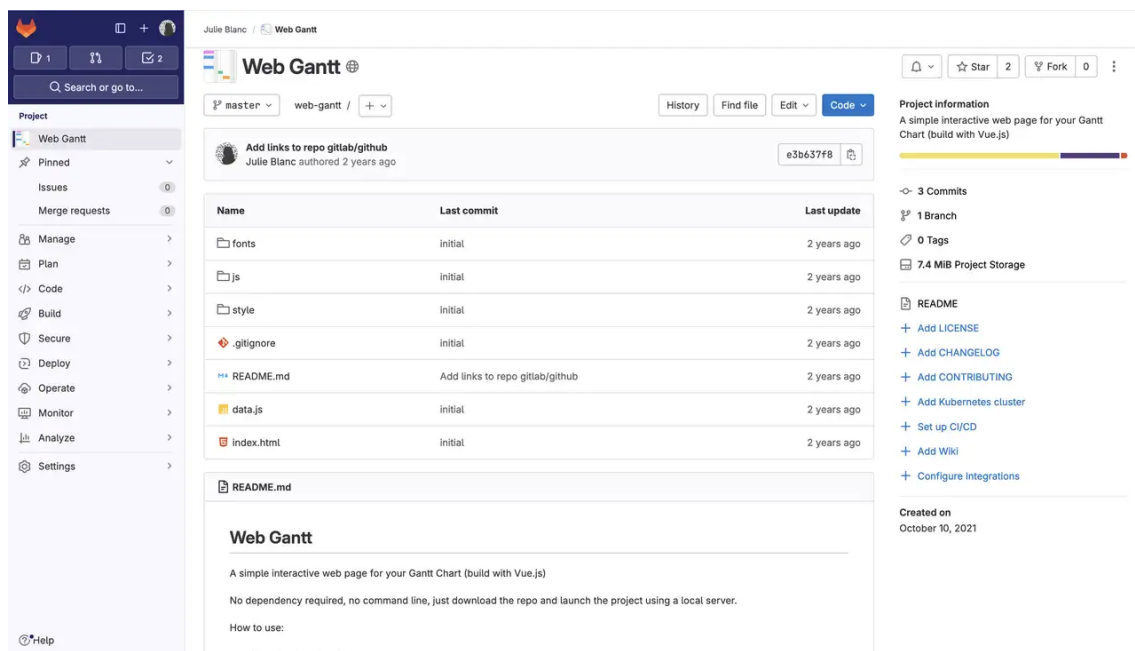 1
2
Search or go to...
Project
Web Gantt
Pinned
Issues 0
Merge requests 0
Manage
Plan
Code
Build
Secure
Deploy
Operate
Monitor
Analyze
Settings
Help
Julie Blanc / Web Gantt
Web Gantt
Star 2
Fork 0
master
web-gantt / +
History
Find file
Edit
Code
Add links to repo gitlab/github
Julie Blanc authored 2 years ago
e3b637f8
Name Last commit Last update
fonts initial 2 years ago
js initial 2 years ago
style initial 2 years ago
.gitignore initial 2 years ago
README.md Add links to repo gitlab/github 2 years ago
data.js initial 2 years ago
index.html initial 2 years ago
README.md
Web Gantt
A simple interactive web page for your Gantt Chart (build with Vue.js)
No dependency required, no command line, just download the repo and launch the project using a local server.
How to use:
Project information
A simple interactive web page for your Gantt
Chart (build with Vue.js)
3 Commits
1 Branch
0 Tags
7.4 MiB Project Storage
README
+ Add LICENSE
+ Add CHANGELOG
+ Add CONTRIBUTING
+ Add Kubernetes cluster
+ Set up CI/CD
+ Add Wiki
+ Configure Integrations
Created on
October 10, 2021